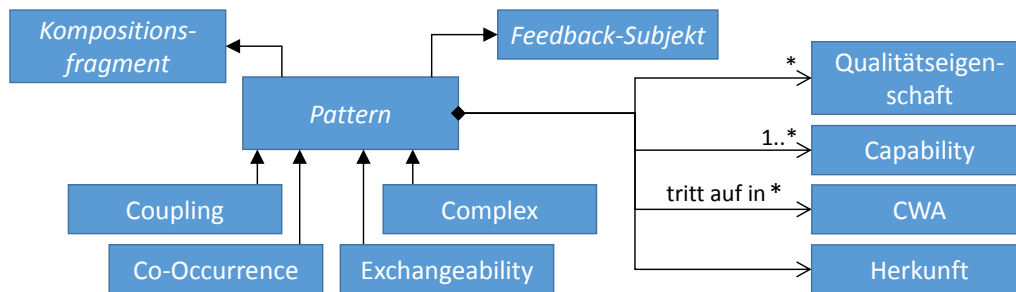 Kompositions-
fragment
Feedback-Subjekt
Pattern
*
Qualitätseigen-
schaft
1..*
Capability
tritt auf in *
CWA
Herkunft
Coupling
Complex
Co-Occurrence
Exchangeability